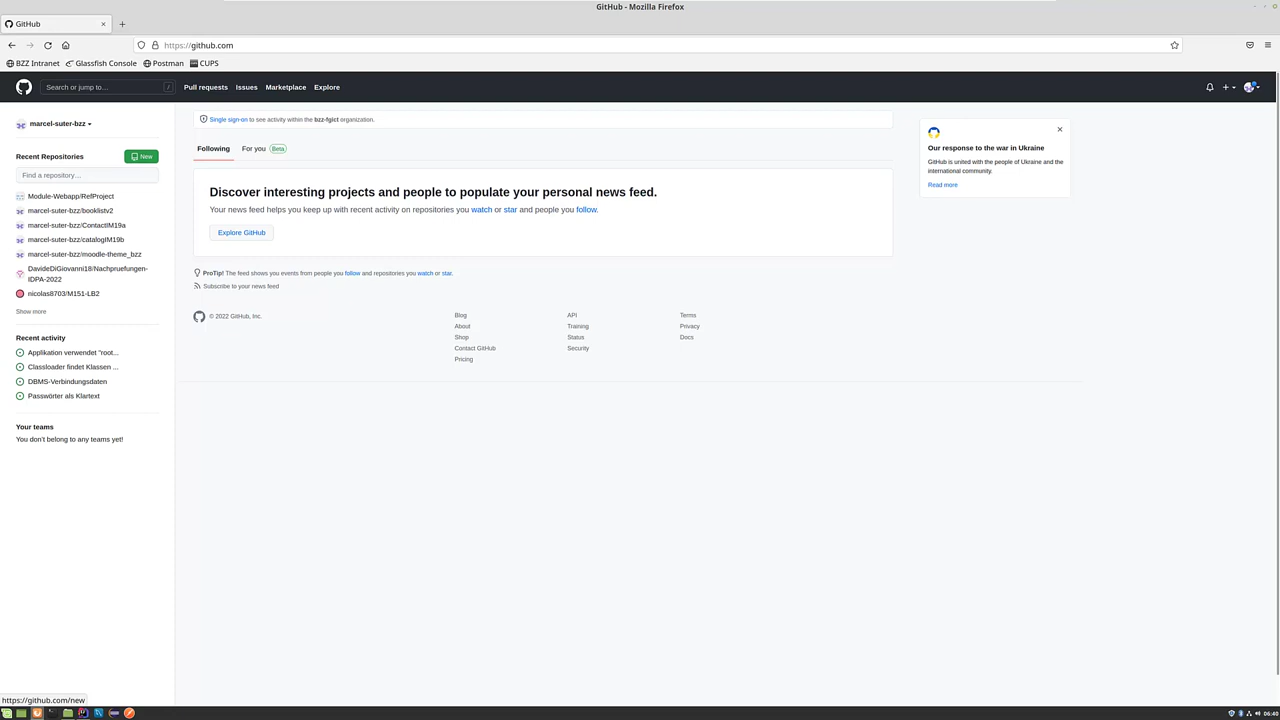 GitHub - Mozilla Firefox
GitHub
https://github.com
BZZ Intranet
Glassfish Console
Postman
CUPS
Search or jump to...
/
Pull requests
Issues
Marketplace
Explore
marcel-suter-bzz
Recent Repositories
New
Find a repository…
Module-Webapp/RefProject
marcel-suter-bzz/booklistv2
marcel-suter-bzz/ContactIM19a
marcel-suter-bzz/catalogIM19b
marcel-suter-bzz/moodle-theme_bzz
DavideDiGiovanni18/Nachpruefungen-
IDPA-2022
nicolas8703/M151-LB2
Show more
Recent activity
Applikation verwendet "root...
Classloader findet Klassen ...
DBMS-Verbindungsdaten
Passwörter als Klartext
Your teams
You don't belong to any teams yet!
Single sign-on to see activity within the bzz-fgict organization.
Following
For you
Beta
Discover interesting projects and people to populate your personal news feed.
Your news feed helps you keep up with recent activity on repositories you watch or star and people you follow.
Explore GitHub
ProTip! The feed shows you events from people you follow and repositories you watch or star.
Subscribe to your news feed
© 2022 GitHub, Inc.
Blog
About
Shop
Contact GitHub
Pricing
API
Training
Status
Security
Terms
Privacy
Docs
Our response to the war in Ukraine
GitHub is united with the people of Ukraine and the
international community.
Read more
https://github.com/new
06:40